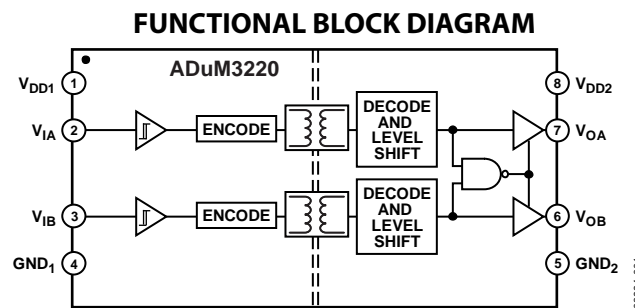 FUNCTIONAL BLOCK DIAGRAM
ADuM3220
VDD1 1
8 VDD2
VIA 2
ENCODE
DECODE
AND
LEVEL
SHIFT
7 VOA
VIB 3
ENCODE
DECODE
AND
LEVEL
SHIFT
6 VOB
GND1 4
5 GND2